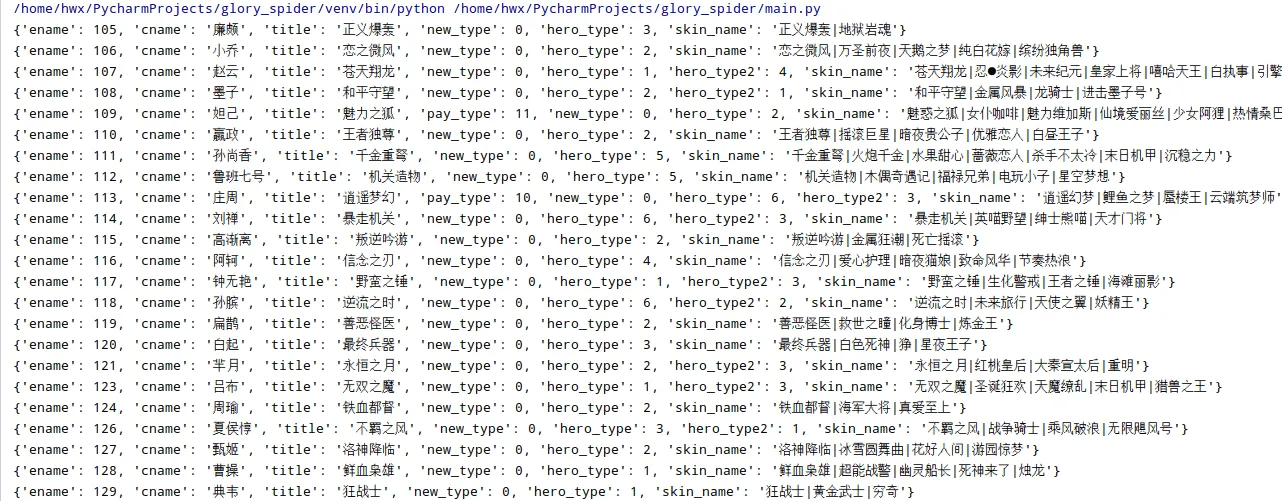 /home/hwx/PycharmProjects/glory_spider/venv/bin/python /home/hwx/PycharmProjects/glory_spider/main.py
{'ename': 105, 'cname': '廉颇', 'title': '正义爆轰', 'new_type': 0, 'hero_type': 3, 'skin_name': '正义爆轰|地狱岩魂'}
{'ename': 106, 'cname': '小乔', 'title': '恋之微风', 'new_type': 0, 'hero_type': 2, 'skin_name': '恋之微风|万圣前夜|天鹅之梦|纯白花嫁|缤纷独角兽'}
{'ename': 107, 'cname': '赵云', 'title': '苍天翔龙', 'new_type': 0, 'hero_type': 1, 'hero_type2': 4, 'skin_name': '苍天翔龙|忍●炎影|未来纪元|皇家上将|嘻哈天王|白执事|引擎
{'ename': 108, 'cname': '墨子', 'title': '和平守望', 'new_type': 0, 'hero_type': 2, 'hero_type2': 1, 'skin_name': '和平守望|金属风暴|龙骑士|进击墨子号'}
{'ename': 109, 'cname': '妲己', 'title': '魅力之狐', 'pay_type': 11, 'new_type': 0, 'hero_type': 2, 'skin_name': '魅惑之狐|女仆咖啡|魅力维加斯|仙境爱丽丝|少女阿狸|热情桑巴
{'ename': 110, 'cname': '嬴政', 'title': '王者独尊', 'new_type': 0, 'hero_type': 2, 'skin_name': '王者独尊|摇滚巨星|暗夜贵公子|优雅恋人|白昼王子'}
{'ename': 111, 'cname': '孙尚香', 'title': '千金重弩', 'new_type': 0, 'hero_type': 5, 'skin_name': '千金重弩|火炮千金|水果甜心|蔷薇恋人|杀手不太冷|末日机甲|沉稳之力'}
{'ename': 112, 'cname': '鲁班七号', 'title': '机关造物', 'new_type': 0, 'hero_type': 5, 'skin_name': '机关造物|木偶奇遇记|福禄兄弟|电玩小子|星空梦想'}
{'ename': 113, 'cname': '庄周', 'title': '逍遥梦幻', 'pay_type': 10, 'new_type': 0, 'hero_type': 6, 'hero_type2': 3, 'skin_name': '逍遥幻梦|鲤鱼之梦|蜃楼王|云端筑梦师'
{'ename': 114, 'cname': '刘禅', 'title': '暴走机关', 'new_type': 0, 'hero_type': 6, 'hero_type2': 3, 'skin_name': '暴走机关|英喵野望|绅士熊喵|天才门将'}
{'ename': 115, 'cname': '高渐离', 'title': '叛逆吟游', 'new_type': 0, 'hero_type': 2, 'skin_name': '叛逆吟游|金属狂潮|死亡摇滚'}
{'ename': 116, 'cname': '阿轲', 'title': '信念之刃', 'new_type': 0, 'hero_type': 4, 'skin_name': '信念之刃|爱心护理|暗夜猫娘|致命风华|节奏热浪'}
{'ename': 117, 'cname': '钟无艳', 'title': '野蛮之锤', 'new_type': 0, 'hero_type': 1, 'hero_type2': 3, 'skin_name': '野蛮之锤|生化警戒|王者之锤|海滩丽影'}
{'ename': 118, 'cname': '孙膑', 'title': '逆流之时', 'new_type': 0, 'hero_type': 6, 'hero_type2': 2, 'skin_name': '逆流之时|未来旅行|天使之翼|妖精王'}
{'ename': 119, 'cname': '扁鹊', 'title': '善恶怪医', 'new_type': 0, 'hero_type': 2, 'skin_name': '善恶怪医|救世之瞳|化身博士|炼金王'}
{'ename': 120, 'cname': '白起', 'title': '最终兵器', 'new_type': 0, 'hero_type': 3, 'skin_name': '最终兵器|白色死神|狰|星夜王子'}
{'ename': 121, 'cname': '芈月', 'title': '永恒之月', 'new_type': 0, 'hero_type': 2, 'hero_type2': 3, 'skin_name': '永恒之月|红桃皇后|大秦宣太后|重明'}
{'ename': 123, 'cname': '吕布', 'title': '无双之魔', 'new_type': 0, 'hero_type': 1, 'hero_type2': 3, 'skin_name': '无双之魔|圣诞狂欢|天魔缭乱|末日机甲|猎兽之王'}
{'ename': 124, 'cname': '周瑜', 'title': '铁血都督', 'new_type': 0, 'hero_type': 2, 'skin_name': '铁血都督|海军大将|真爱至上'}
{'ename': 126, 'cname': '夏侯惇', 'title': '不羁之风', 'new_type': 0, 'hero_type': 3, 'hero_type2': 1, 'skin_name': '不羁之风|战争骑士|乘风破浪|无限飓风号'}
{'ename': 127, 'cname': '甄姬', 'title': '洛神降临', 'new_type': 0, 'hero_type': 2, 'skin_name': '洛神降临|冰雪圆舞曲|花好人间|游园惊梦'}
{'ename': 128, 'cname': '曹操', 'title': '鲜血枭雄', 'new_type': 0, 'hero_type': 1, 'skin_name': '鲜血枭雄|超能战警|幽灵船长|死神来了|烛龙'}
{'ename': 129, 'cname': '典韦', 'title': '狂战士', 'new_type': 0, 'hero_type': 1, 'skin_name': '狂战士|黄金武士|穷奇'}